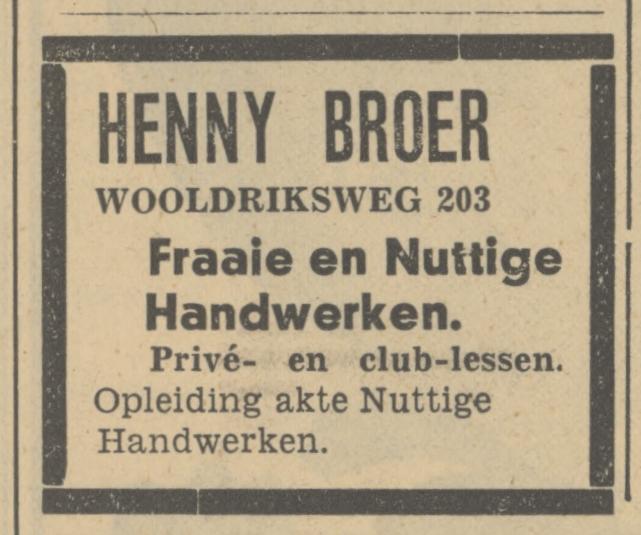 HENNY BROER
WOOLDRIKSWEG 203
Fraaie en Nuttige
Handwerken.
Privé- en club-lessen.
Opleiding akte Nuttige
Handwerken.